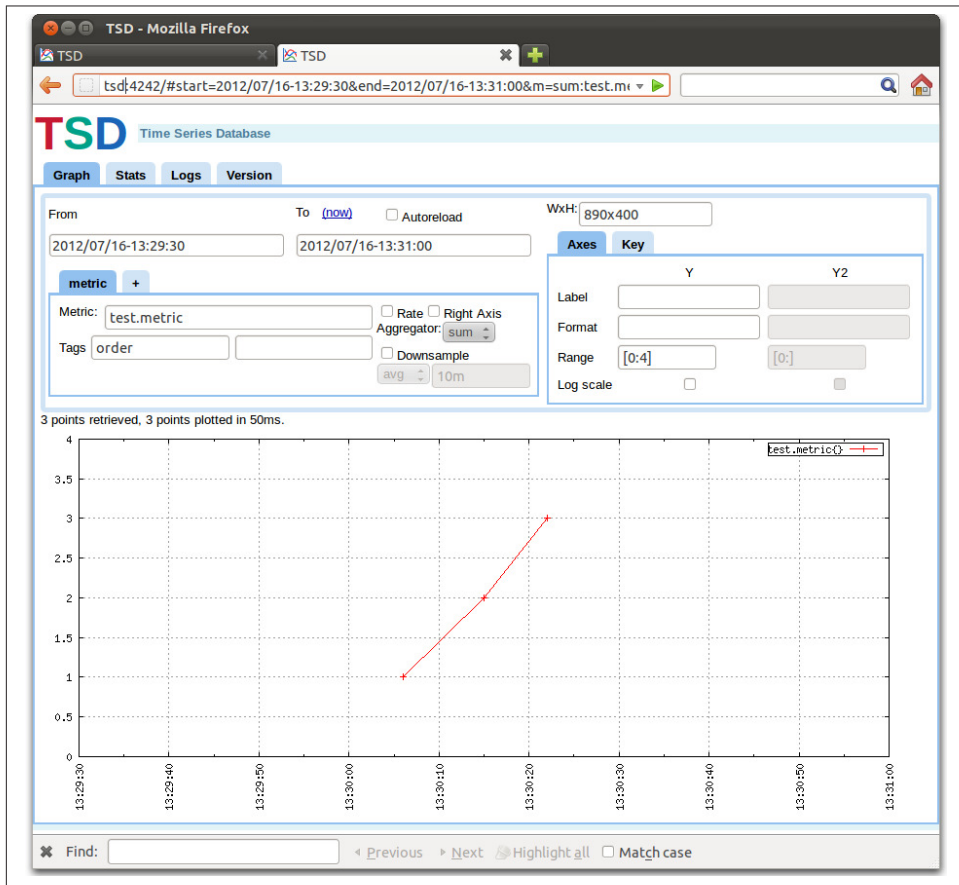 TSD - Mozilla Firefox
TSD
TSD
tsd:4242/#start=2012/07/16-13:29:30&end=2012/07/16-13:31:00&m=sum:test.m
TSD Time Series Database
Graph Stats Logs Version
From To (now) Autoreload WxH: 890x400
2012/07/16-13:29:30 2012/07/16-13:31:00
Axes Key
metric +
Y Y2
Metric: test.metric
Rate Right Axis
Label
Aggregator: sum
Format
Tags order
Downsample
Range [0:4] [0:]
avg 10m
Log scale
3 points retrieved, 3 points plotted in 50ms.
test.metric{}
4
3.5
3
2.5
2
1.5
1
0.5
0
13:29:30
13:29:40
13:29:50
13:30:00
13:30:10
13:30:20
13:30:30
13:30:40
13:30:50
13:31:00
Find: Previous Next Highlight all Match case